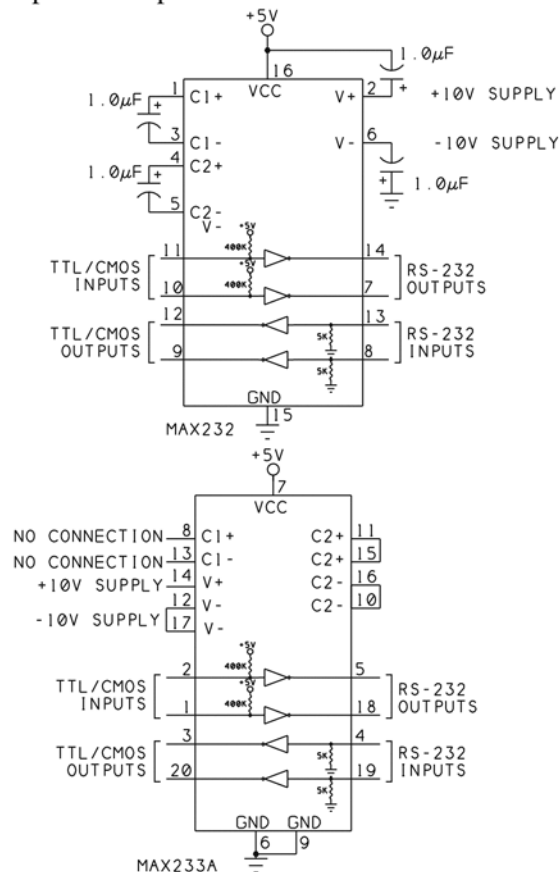 +5V
1.0µF
16
1 C1+ VCC V+ 2
1.0µF +
+ +10V SUPPLY
3 C1- V- 6
-10V SUPPLY
4 C2+
1.0µF +
+ 1.0µF
5 C2-
V-
+5V
11 400K 14
TTL/CMOS INPUTS
+5V
RS-232 OUTPUTS
10 400K 7
12 13
TTL/CMOS OUTPUTS
5K
RS-232 INPUTS
9 8
5K
GND
15
MAX232
+5V
7
VCC
NO CONNECTION 8 C1+ C2+ 11
NO CONNECTION 13 C1- C2+ 15
+10V SUPPLY 14 V+ C2- 16
12 V- C2- 10
-10V SUPPLY
17 V-
+5V
2 400K 5
TTL/CMOS INPUTS
+5V
RS-232 OUTPUTS
1 400K 18
3 4
TTL/CMOS OUTPUTS
5K
RS-232 INPUTS
20 19
5K
GND GND
6 9
MAX233A